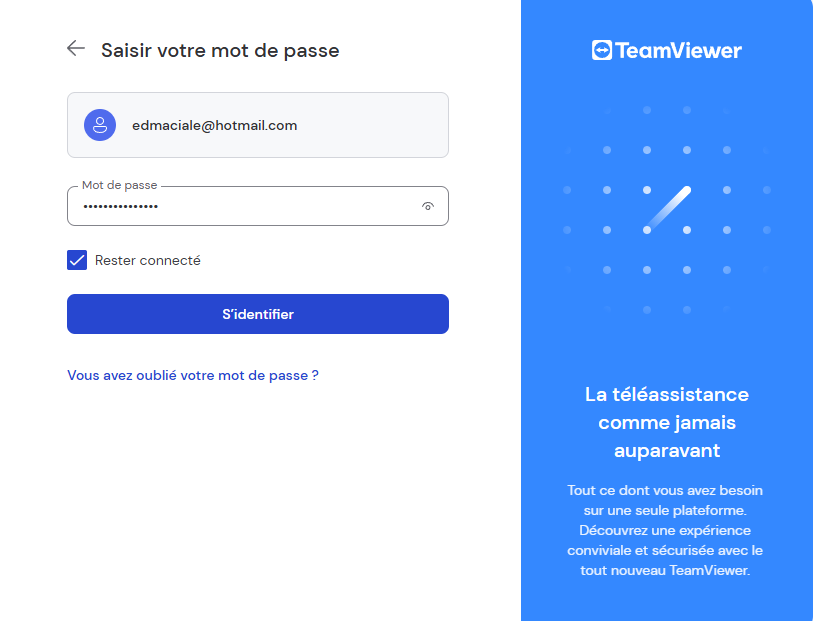 Saisir votre mot de passe
edmaciale@hotmail.com
Mot de passe
•••••••••••••••
Rester connecté
S'identifier
Vous avez oublié votre mot de passe ?
TeamViewer
La téléassistance
comme jamais
auparavant
Tout ce dont vous avez besoin
sur une seule plateforme.
Découvrez une expérience
conviviale et sécurisée avec le
tout nouveau TeamViewer.